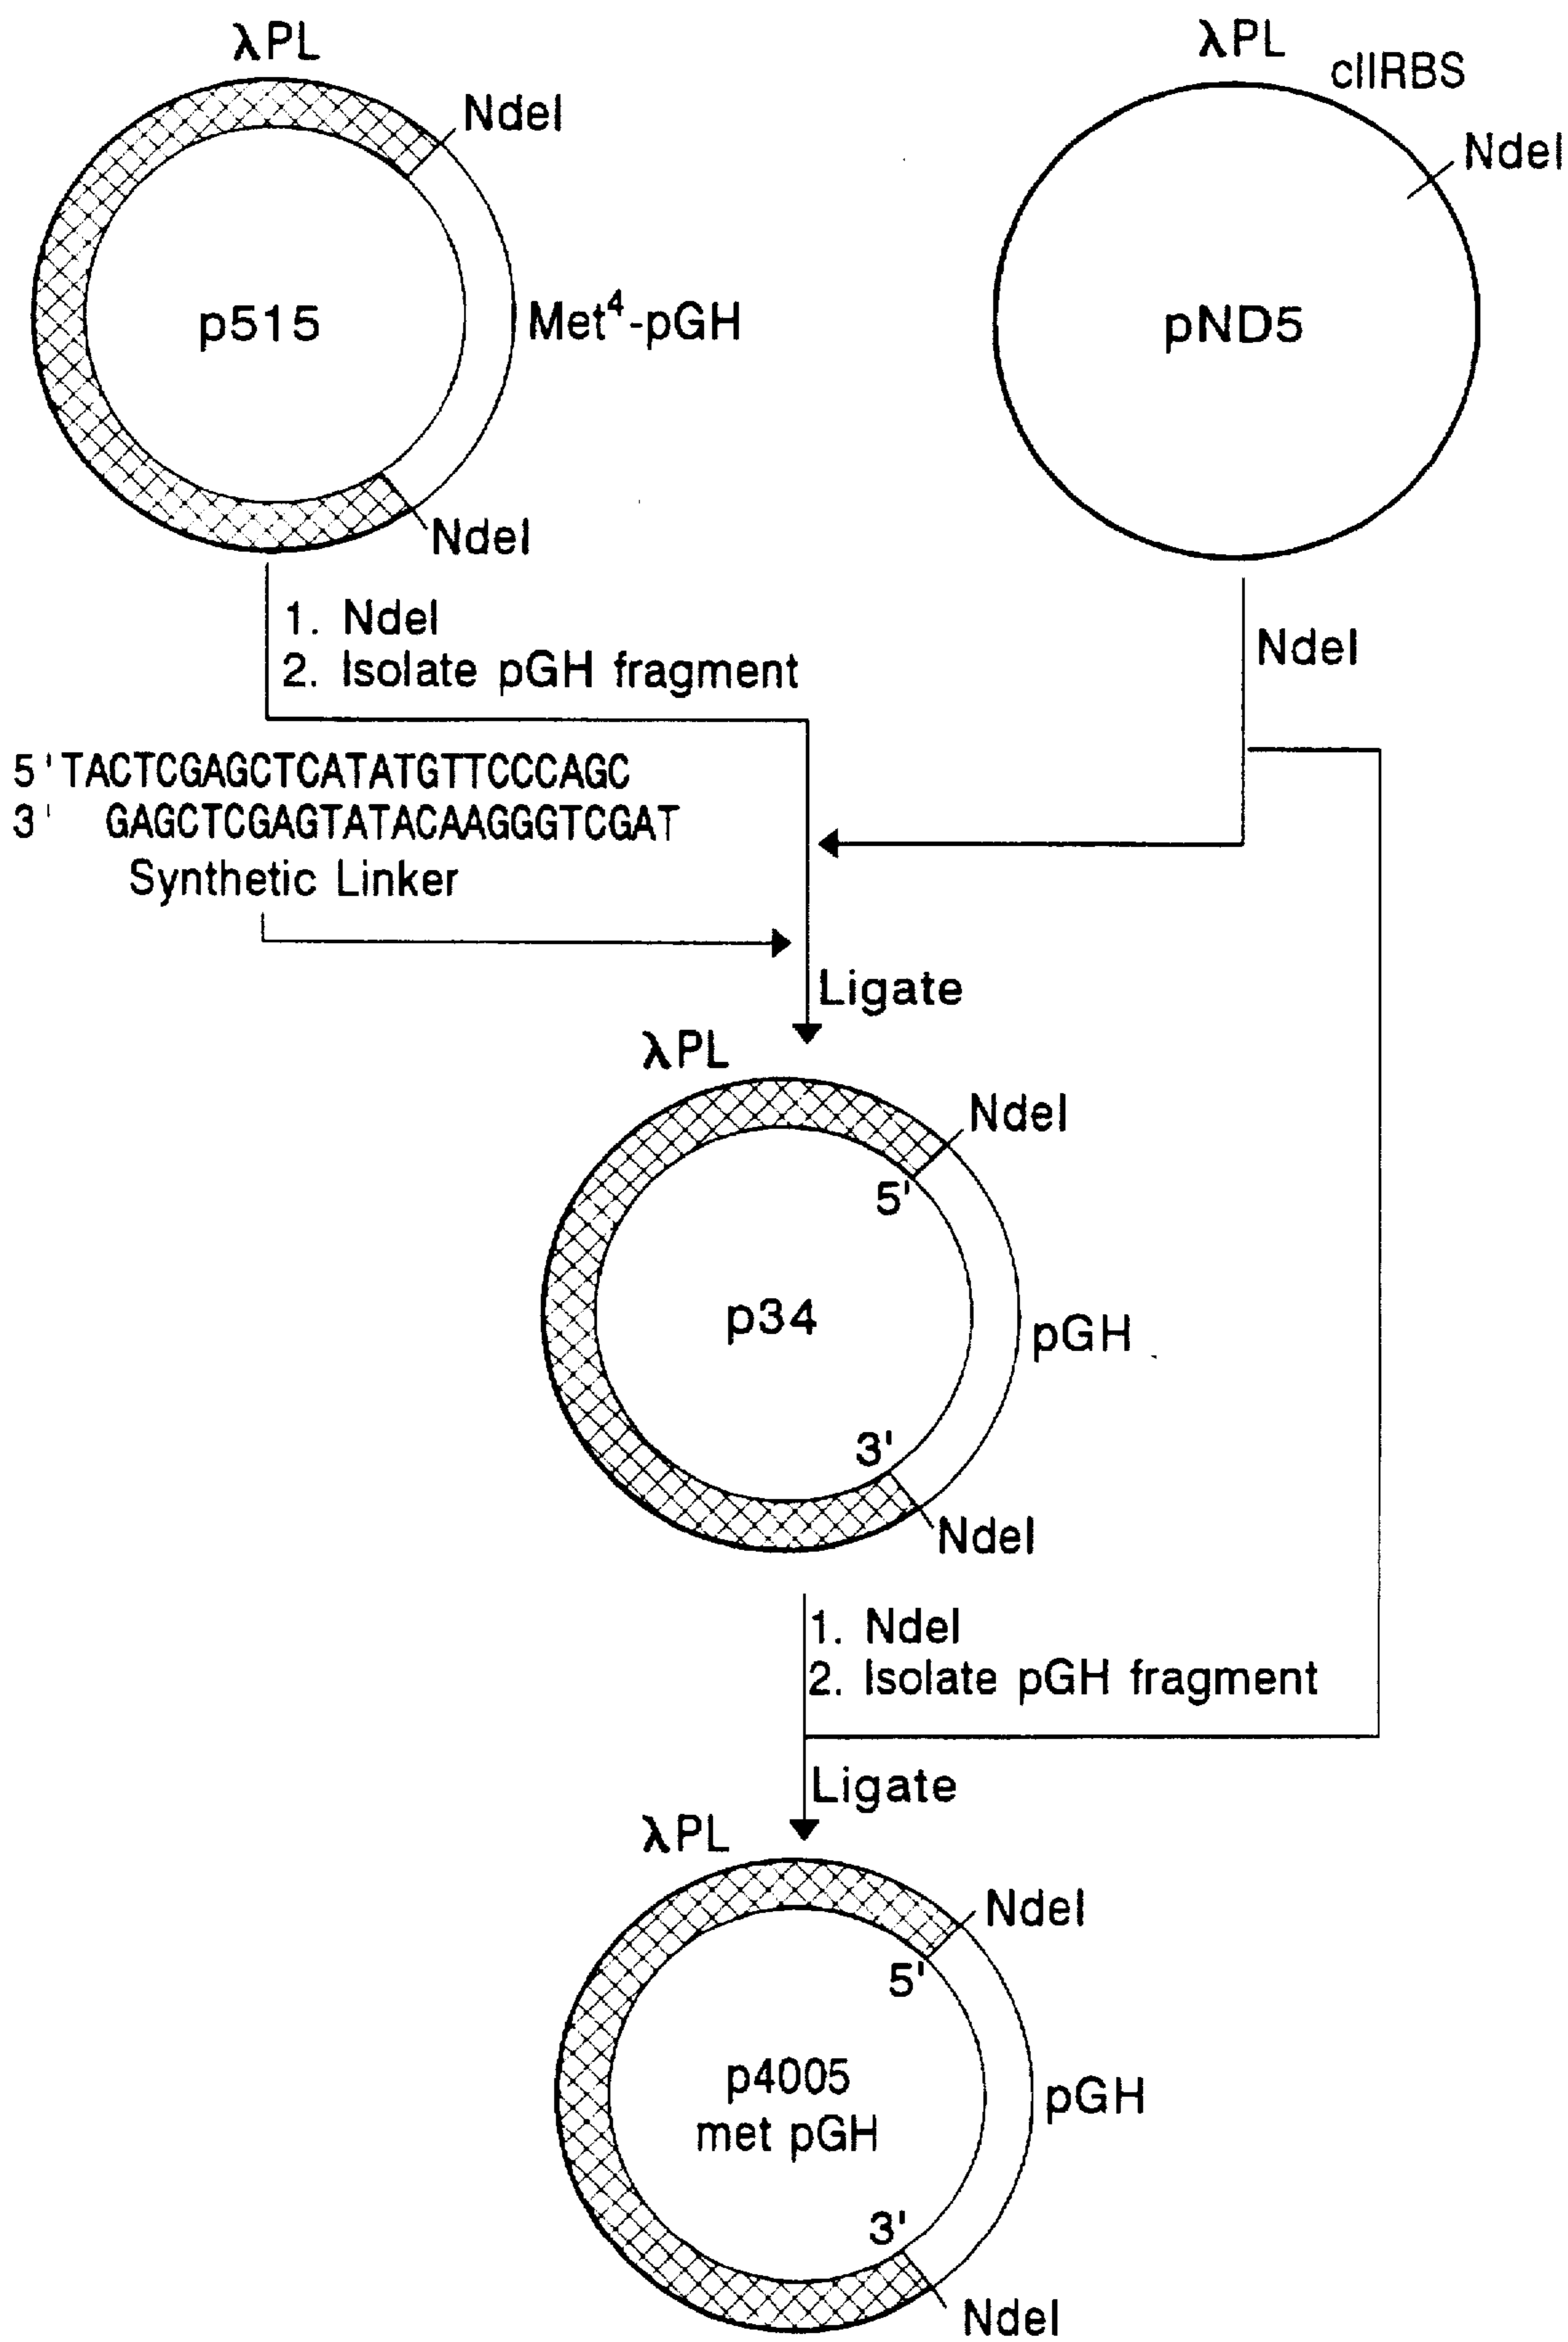 λPL
NdeI
Met⁴-pGH
p515
NdeI
λPL
cIIRBS
NdeI
pND5
1. NdeI
2. Isolate pGH fragment
NdeI
5'TACTCGAGCTCATATGTTCCCAGC
3' GAGCTCGAGTATACAAGGGTCGAT
Synthetic Linker
Ligate
λPL
NdeI
5'
p34
pGH
3'
NdeI
1. NdeI
2. Isolate pGH fragment
Ligate
λPL
NdeI
5'
p4005
met pGH
pGH
3'
NdeI